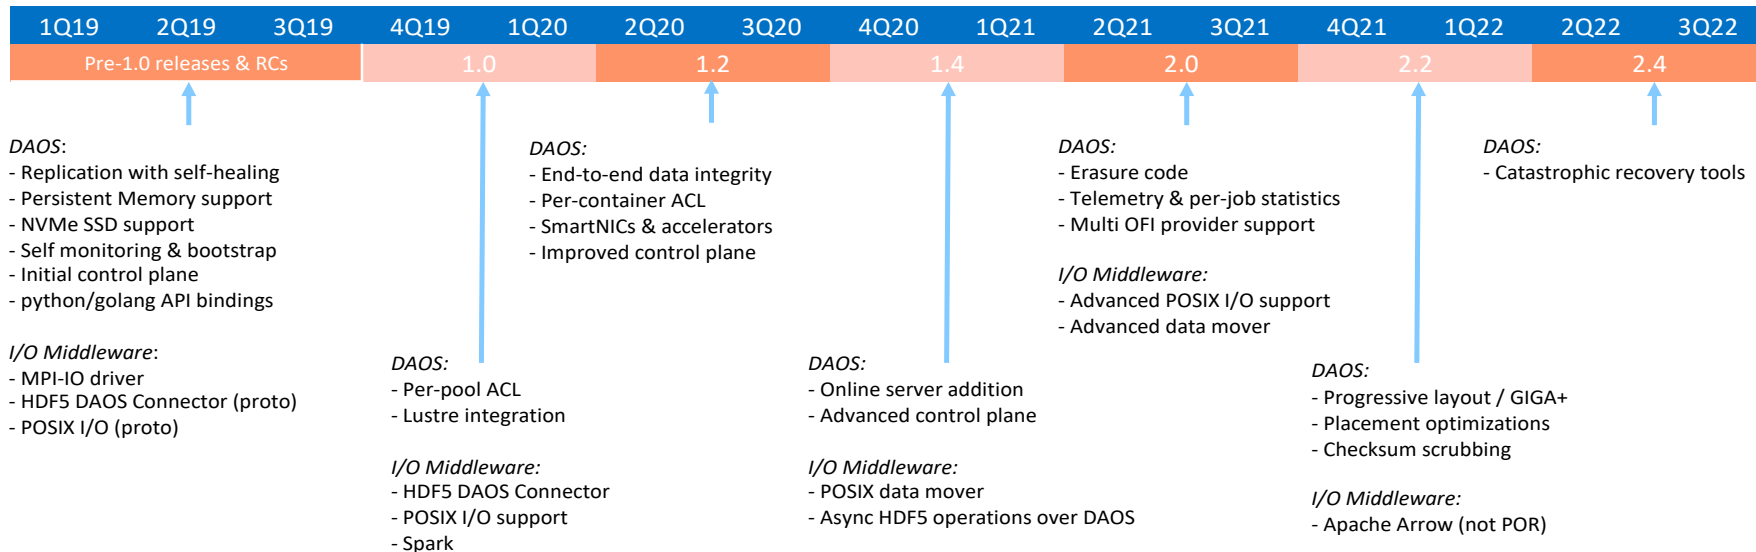 1Q19 2Q19 3Q19 4Q19 1Q20 2Q20 3Q20 4Q20 1Q21 2Q21 3Q21 4Q21 1Q22 2Q22 3Q22
Pre-1.0 releases & RCs 1.0 1.2 1.4 2.0 2.2 2.4
DAOS:
- Replication with self-healing
- Persistent Memory support
- NVMe SSD support
- Self monitoring & bootstrap
- Initial control plane
- python/golang API bindings
I/O Middleware:
- MPI-IO driver
- HDF5 DAOS Connector (proto)
- POSIX I/O (proto)
DAOS:
- Per-pool ACL
- Lustre integration
I/O Middleware:
- HDF5 DAOS Connector
- POSIX I/O support
- Spark
DAOS:
- End-to-end data integrity
- Per-container ACL
- SmartNICs & accelerators
- Improved control plane
DAOS:
- Online server addition
- Advanced control plane
I/O Middleware:
- POSIX data mover
- Async HDF5 operations over DAOS
DAOS:
- Erasure code
- Telemetry & per-job statistics
- Multi OFI provider support
I/O Middleware:
- Advanced POSIX I/O support
- Advanced data mover
DAOS:
- Progressive layout / GIGA+
- Placement optimizations
- Checksum scrubbing
I/O Middleware:
- Apache Arrow (not POR)
DAOS:
- Catastrophic recovery tools